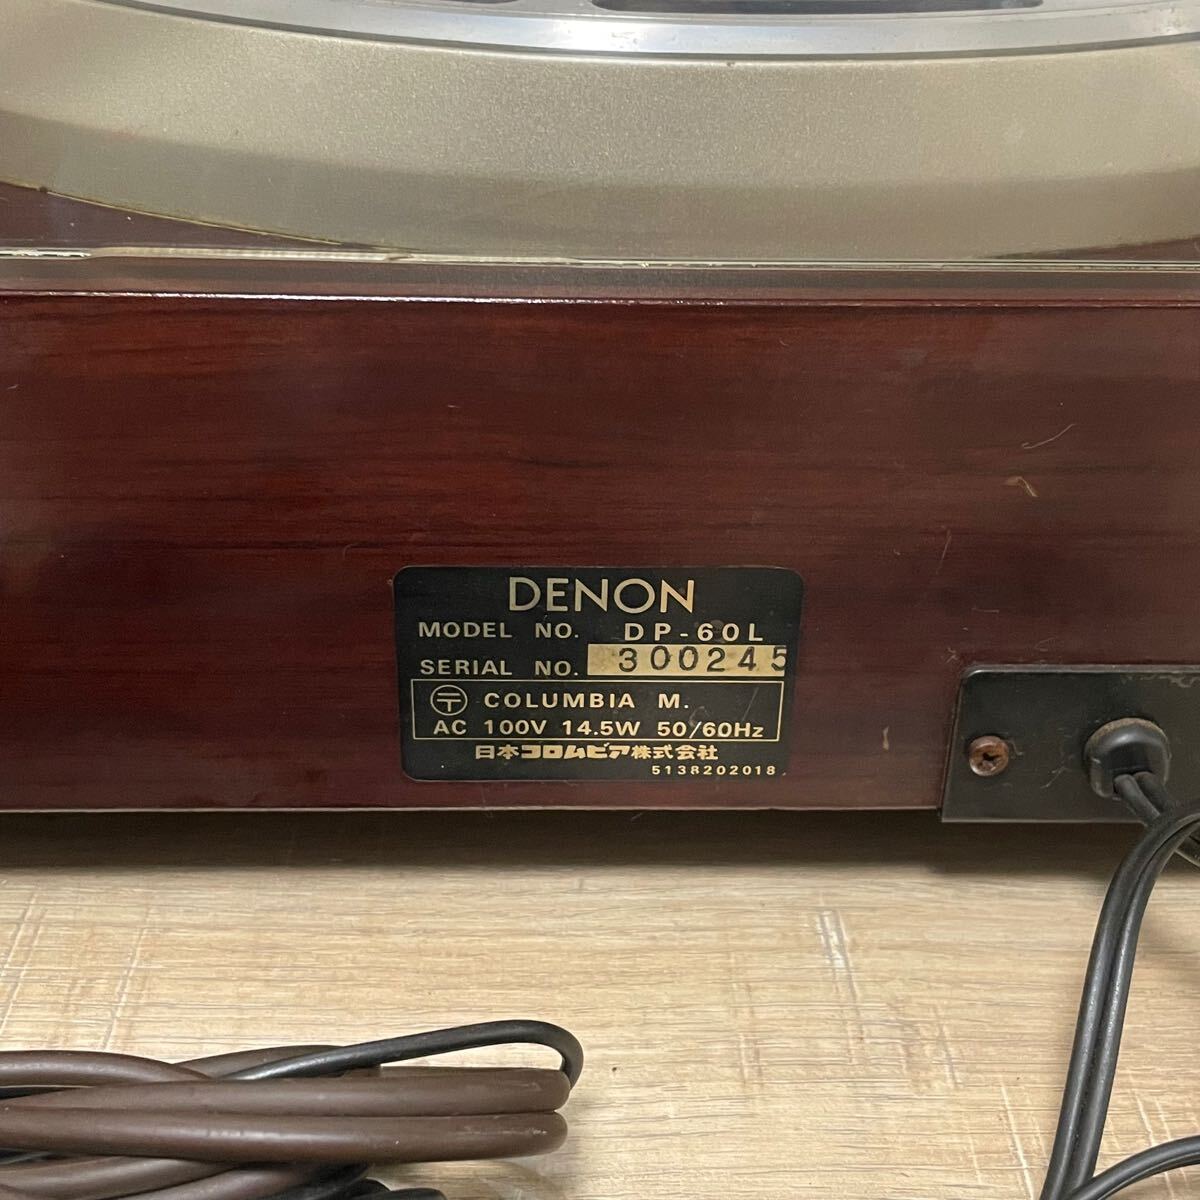 DENON
MODEL NO. DP-60L
SERIAL NO. 300245
〒 COLUMBIA M.
AC 100V 14.5W 50/60Hz
日本コロムビア株式会社
5138202018